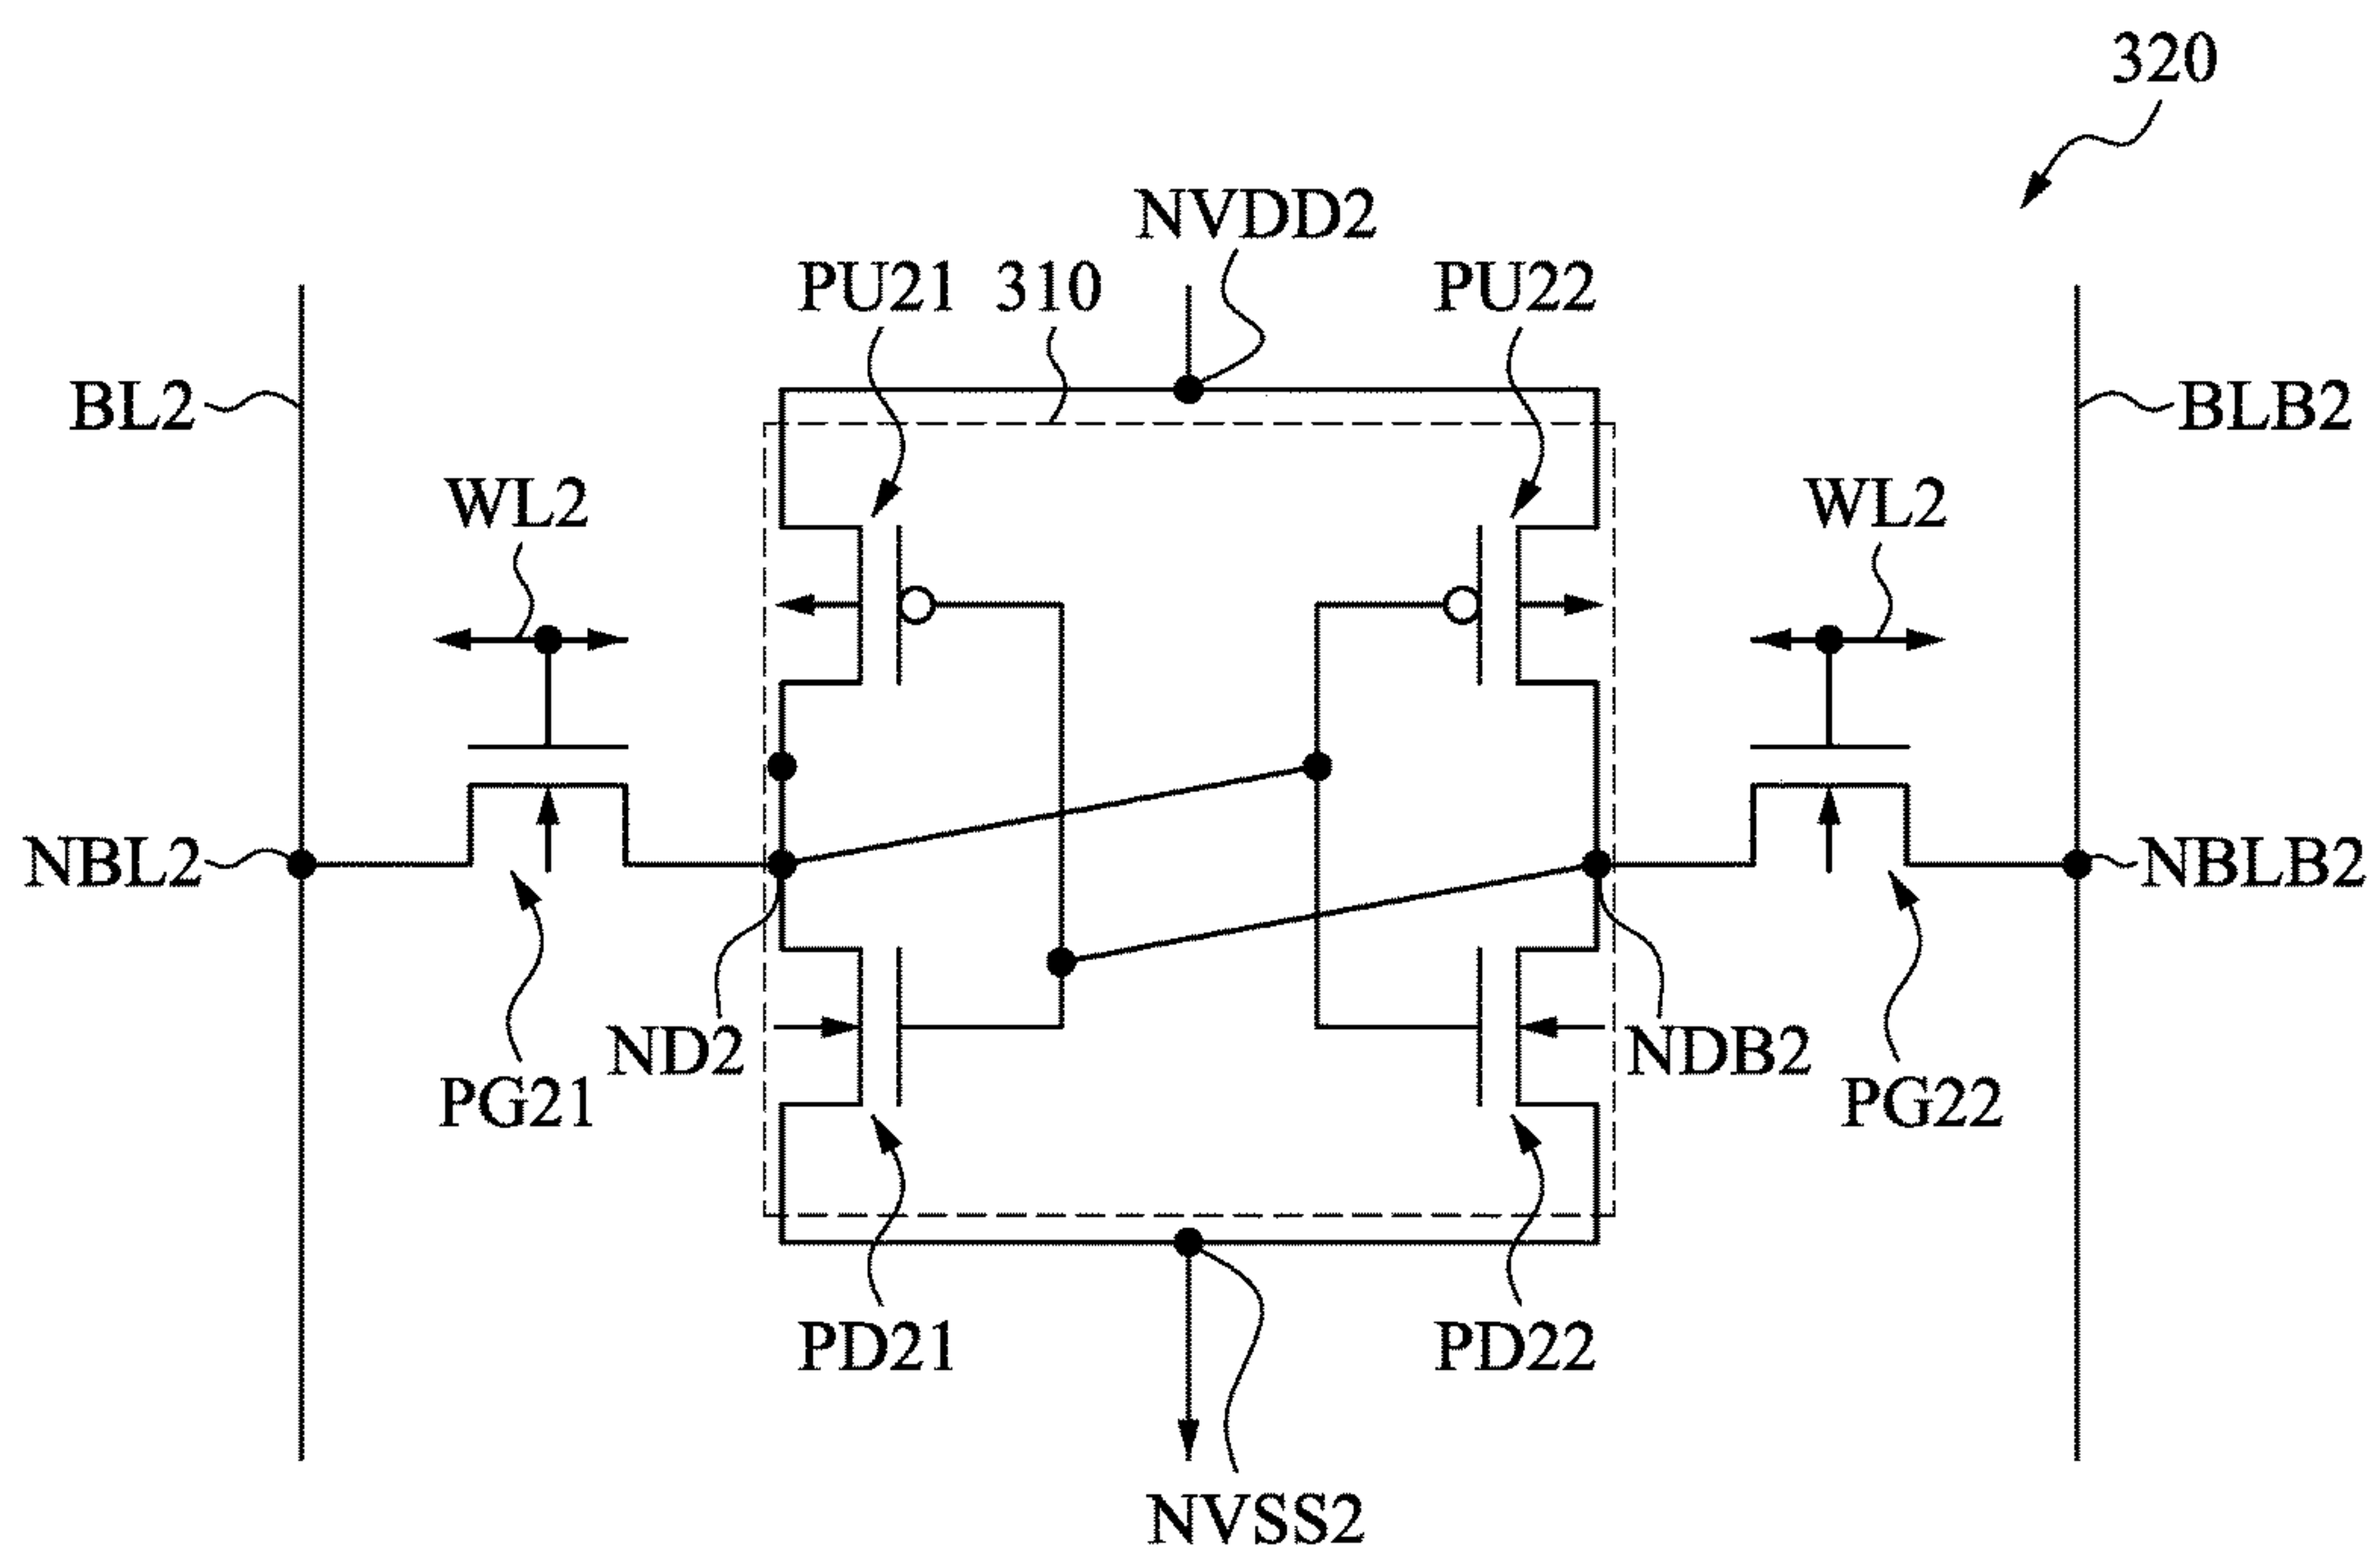 320
NVDD2
PU21 310 PU22
BL2 BLB2
WL2 WL2
NBL2 NBLB2
ND2 NDB2
PG21 PG22
PD21 PD22
NVSS2